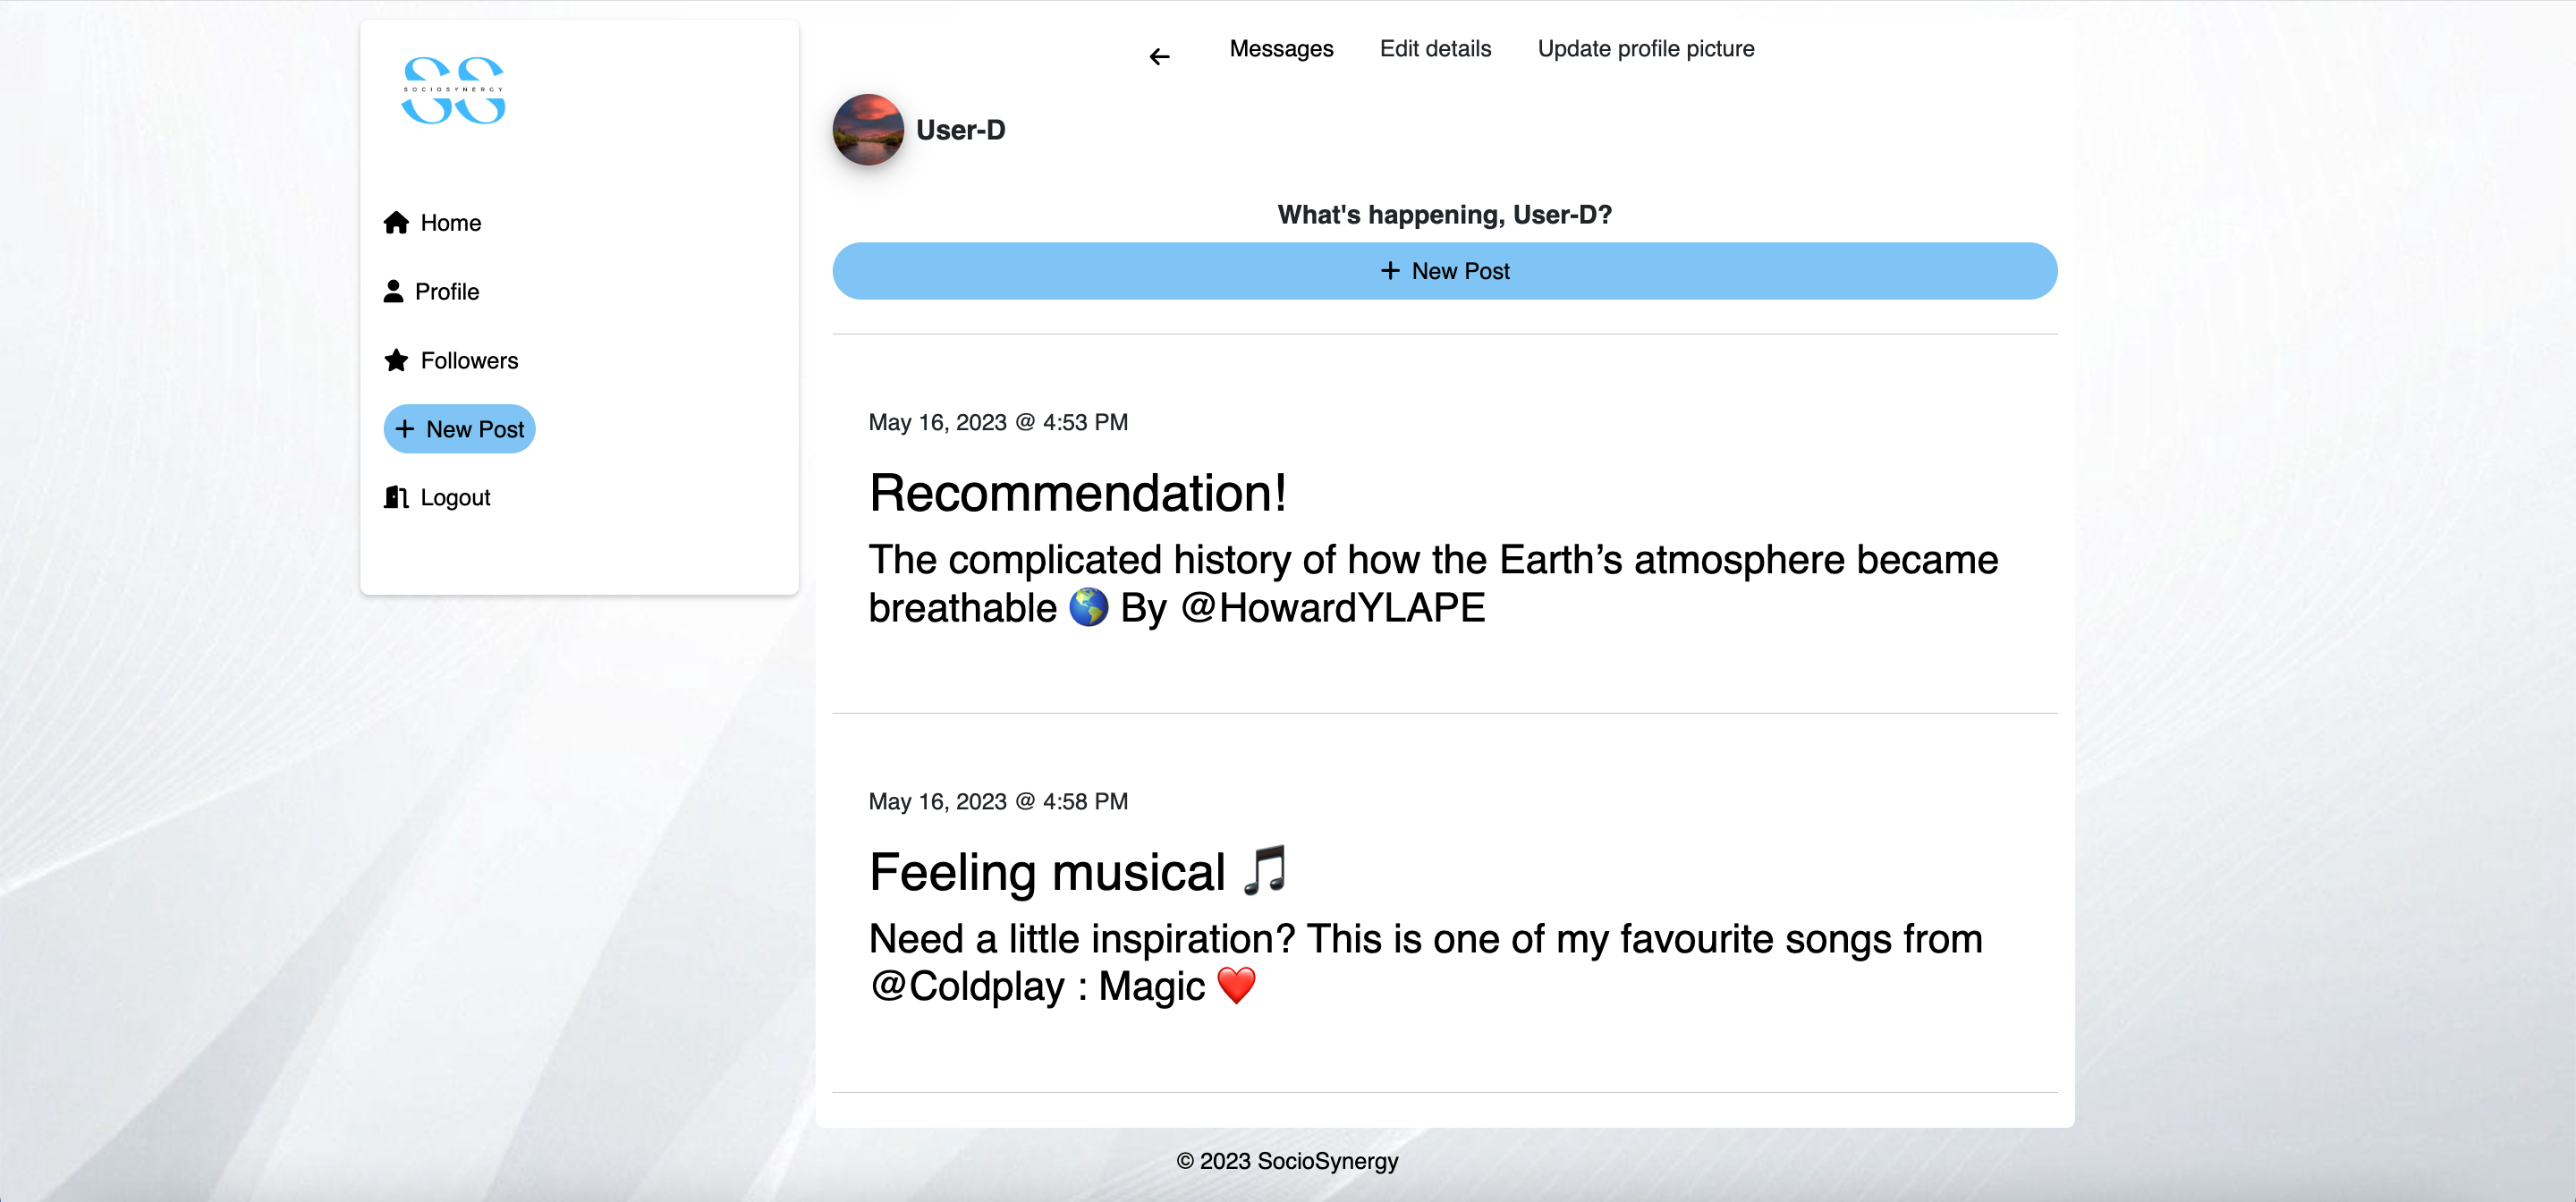 SOCIOSYNERGY
Home
Profile
Followers
New Post
Logout
Messages
Edit details
Update profile picture
User-D
What's happening, User-D?
New Post
May 16, 2023 @ 4:53 PM
Recommendation!
The complicated history of how the Earth’s atmosphere became
breathable 🌎 By @HowardYLAPE
May 16, 2023 @ 4:58 PM
Feeling musical 🎵
Need a little inspiration? This is one of my favourite songs from
@Coldplay : Magic ❤️
© 2023 SocioSynergy